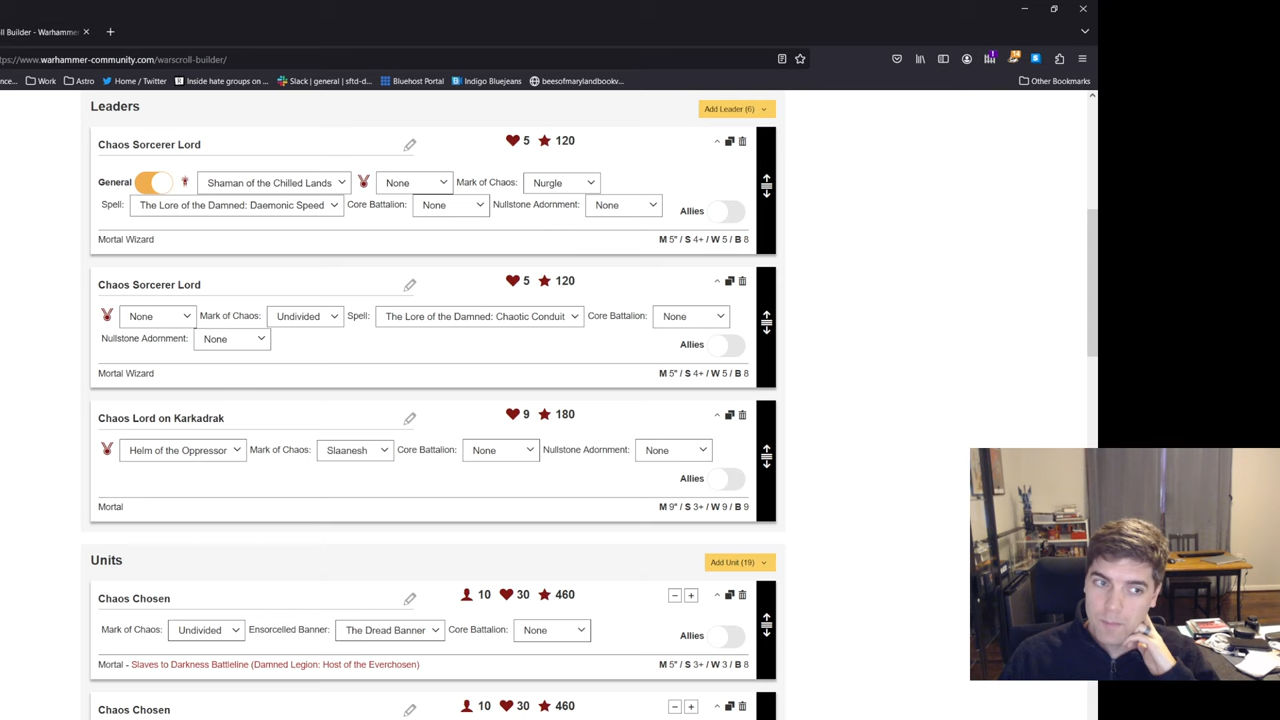 ll Builder - Warhammer
ttps://www.warhammer-community.com/warscroll-builder/
nce... Work Astro Home / Twitter Inside hate groups on ... Slack | general | sftd-d... Bluehost Portal Indigo Bluejeans beesofmarylandbookv... Other Bookmarks
1 14
Leaders Add Leader (6)
Chaos Sorcerer Lord 5 120
General Shaman of the Chilled Lands None Mark of Chaos: Nurgle
Spell: The Lore of the Damned: Daemonic Speed Core Battalion: None Nullstone Adornment: None Allies
Mortal Wizard M 5" / S 4+ / W 5 / B 8
Chaos Sorcerer Lord 5 120
None Mark of Chaos: Undivided Spell: The Lore of the Damned: Chaotic Conduit Core Battalion: None
Nullstone Adornment: None Allies
Mortal Wizard M 5" / S 4+ / W 5 / B 8
Chaos Lord on Karkadrak 9 180
Helm of the Oppressor Mark of Chaos: Slaanesh Core Battalion: None Nullstone Adornment: None
Allies
Mortal M 9" / S 3+ / W 9 / B 9
Units Add Unit (19)
Chaos Chosen 10 30 460
Mark of Chaos: Undivided Ensorcelled Banner: The Dread Banner Core Battalion: None Allies
Mortal - Slaves to Darkness Battleline (Damned Legion: Host of the Everchosen) M 5" / S 3+ / W 3 / B 8
Chaos Chosen 10 30 460